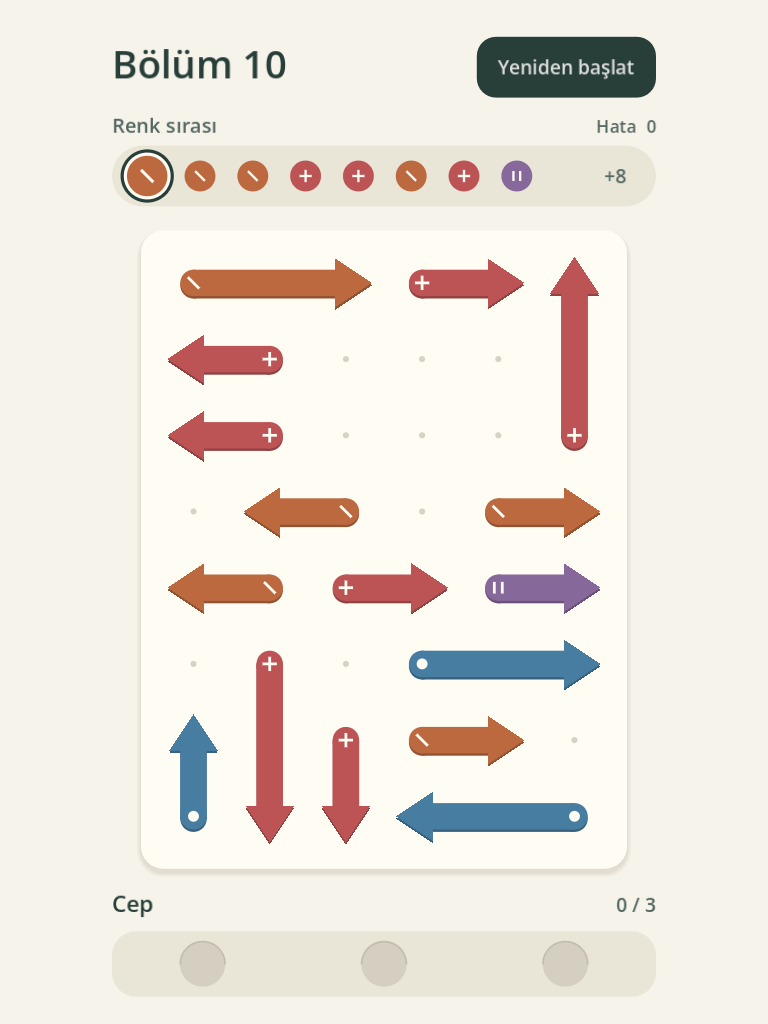 Bölüm 10
Yeniden başlat
Renk sırası
Hata 0
+8
Cep
0 / 3